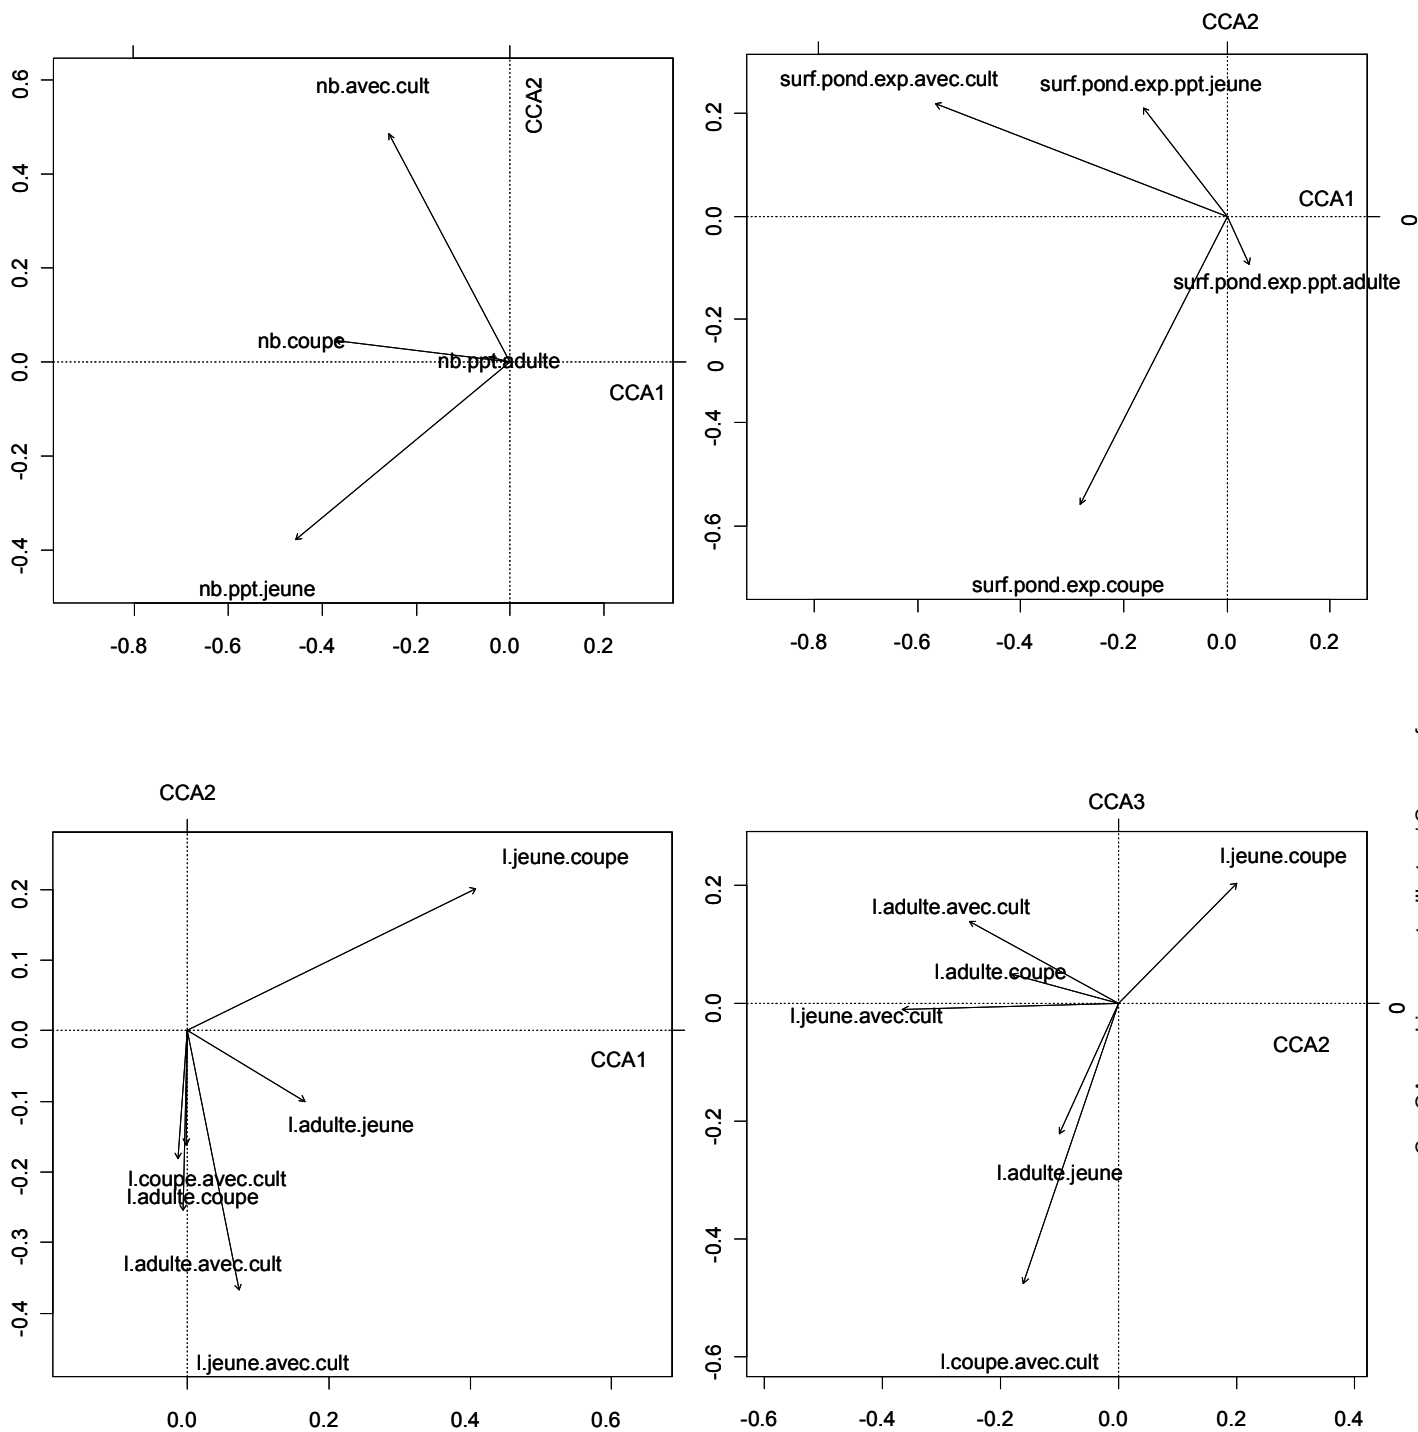 CCA2
0.6
0.4
0.2
0.0
-0.2
-0.4
nb.avec.cult
CCA2
nb.coupe
nb.ppt.adulte
CCA1
nb.ppt.jeune
-0.8 -0.6 -0.4 -0.2 0.0 0.2
0.2
0.0
-0.2
0
-0.4
-0.6
surf.pond.exp.avec.cult
surf.pond.exp.ppt.jeune
CCA1
0
surf.pond.exp.ppt.adulte
surf.pond.exp.coupe
-0.8 -0.6 -0.4 -0.2 0.0 0.2
CCA2
0.2
0.1
0.0
-0.1
-0.2
-0.3
-0.4
l.jeune.coupe
CCA1
l.adulte.jeune
l.coupe.avec.cult
l.adulte.coupe
l.adulte.avec.cult
l.jeune.avec.cult
0.0 0.2 0.4 0.6
CCA3
0.2
0.0
-0.2
-0.4
-0.6
l.jeune.coupe
l.adulte.avec.cult
l.adulte.coupe
l.jeune.avec.cult
0
CCA2
l.adulte.jeune
l.coupe.avec.cult
-0.6 -0.4 -0.2 0.0 0.2 0.4